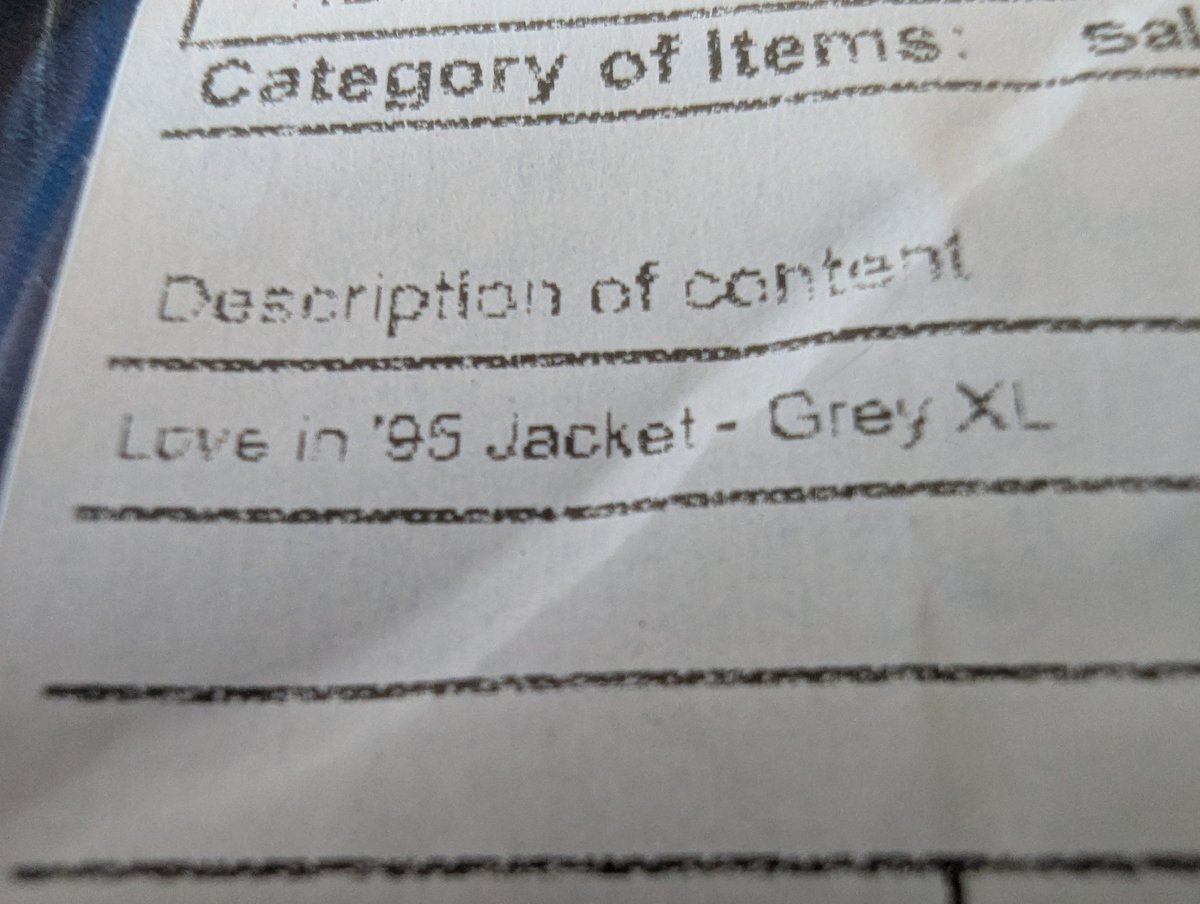 Category of Items:
Description of content
Love in '95 Jacket - Grey XL